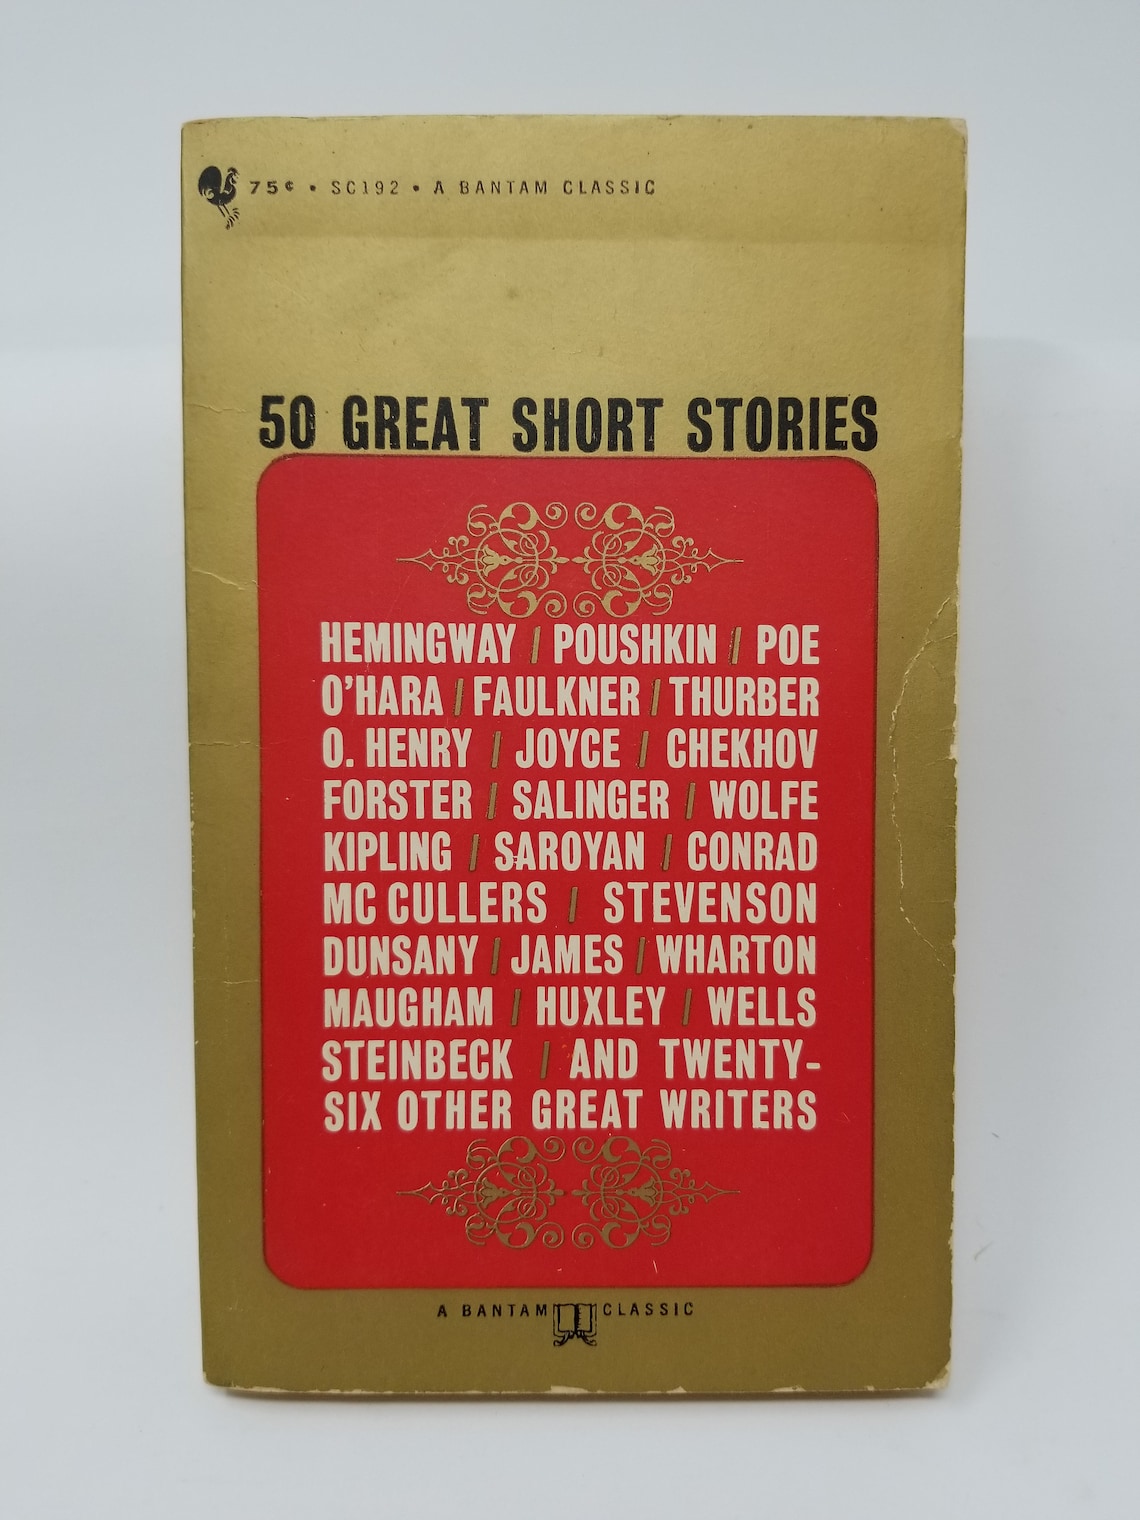 75¢ • SC192 • A BANTAM CLASSIC
50 GREAT SHORT STORIES
HEMINGWAY / POUSHKIN / POE
O'HARA / FAULKNER / THURBER
O. HENRY / JOYCE / CHEKHOV
FORSTER / SALINGER / WOLFE
KIPLING / SAROYAN / CONRAD
MC CULLERS / STEVENSON
DUNSANY / JAMES / WHARTON
MAUGHAM / HUXLEY / WELLS
STEINBECK / AND TWENTY-
SIX OTHER GREAT WRITERS
A BANTAM CLASSIC